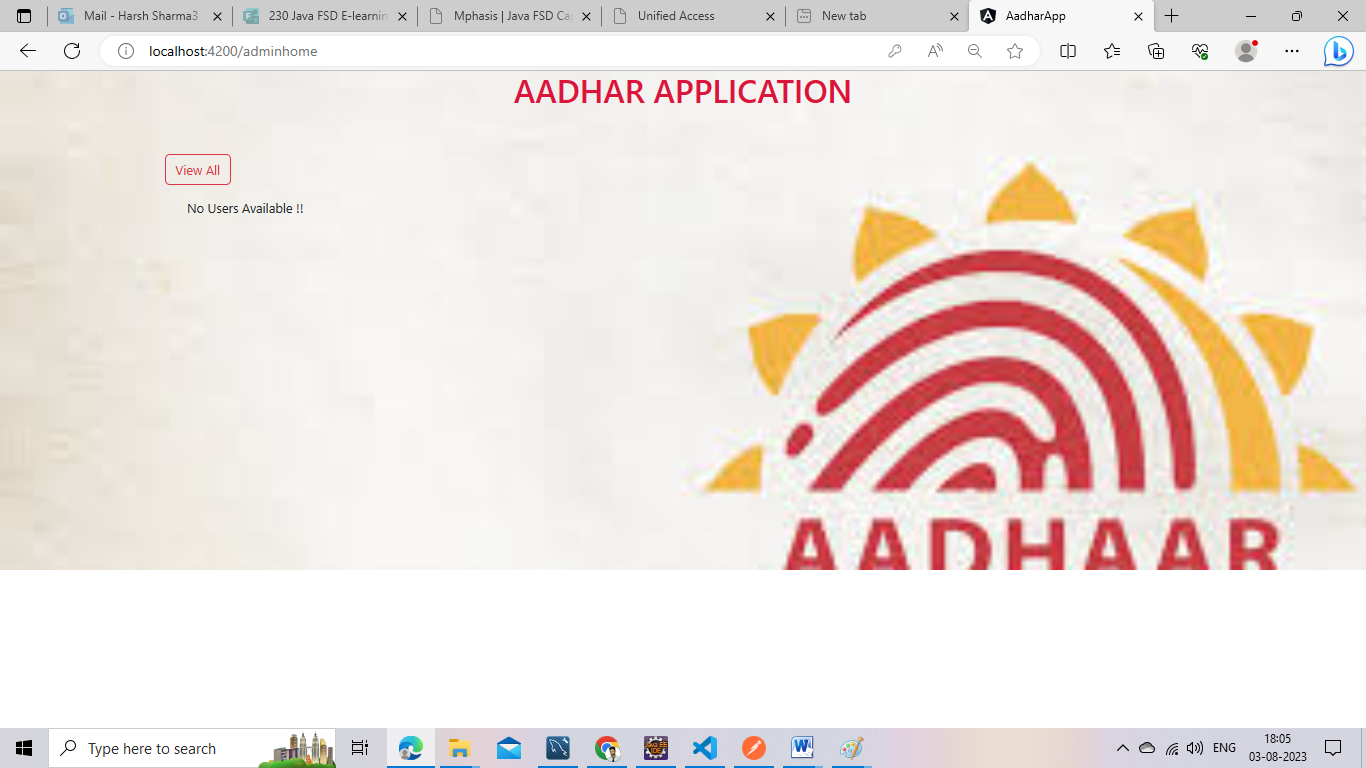 Mail - Harsh Sharma3
230 Java FSD E-learnin
Mphasis | Java FSD Ca
Unified Access
New tab
AadharApp
localhost:4200/adminhome
AADHAR APPLICATION
View All
No Users Available !!
AADHAAR
Type here to search
ENG
18:05
03-08-2023